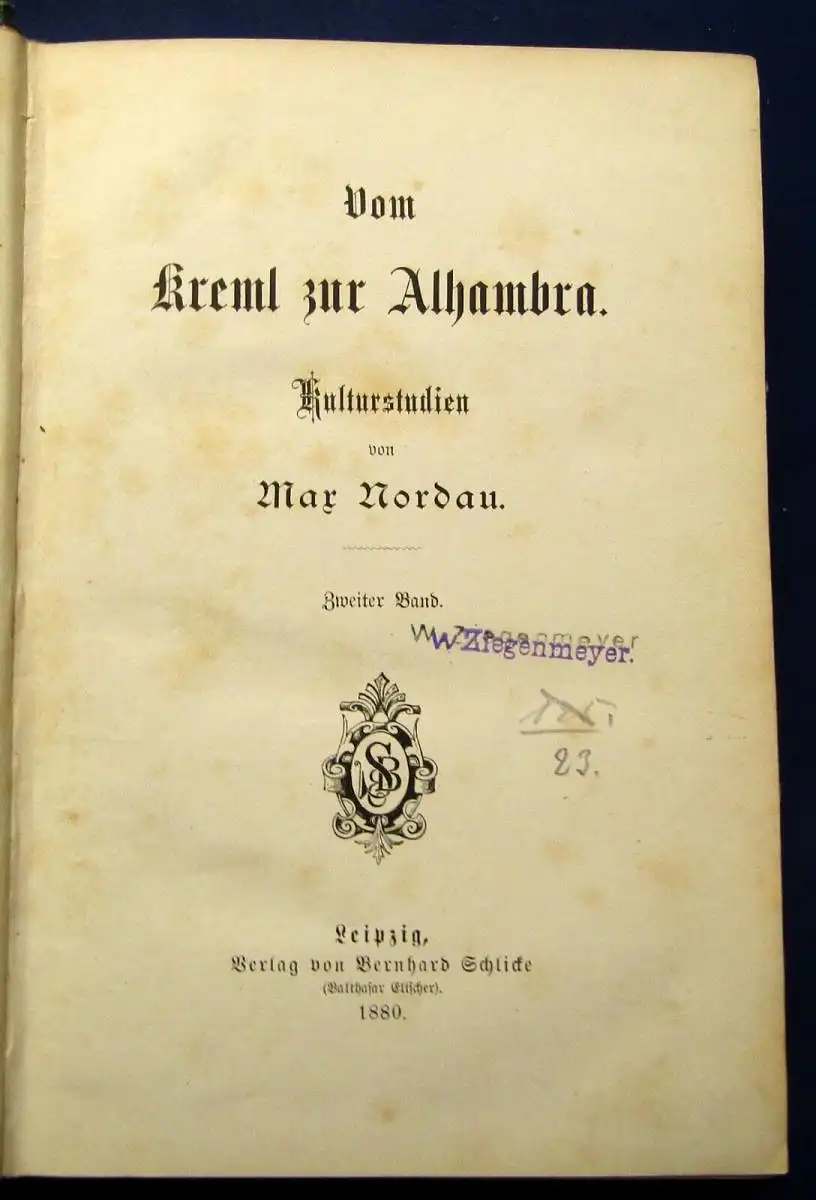 Vom
Kreml zur Alhambra.
Kulturstudien
von
Max Nordau.
Zweiter Band.
W. Ziegenmeyer
W. Ziegenmeyer.
23.
Leipzig,
Verlag von Bernhard Schlicke
(Balthasar Elischer).
1880.